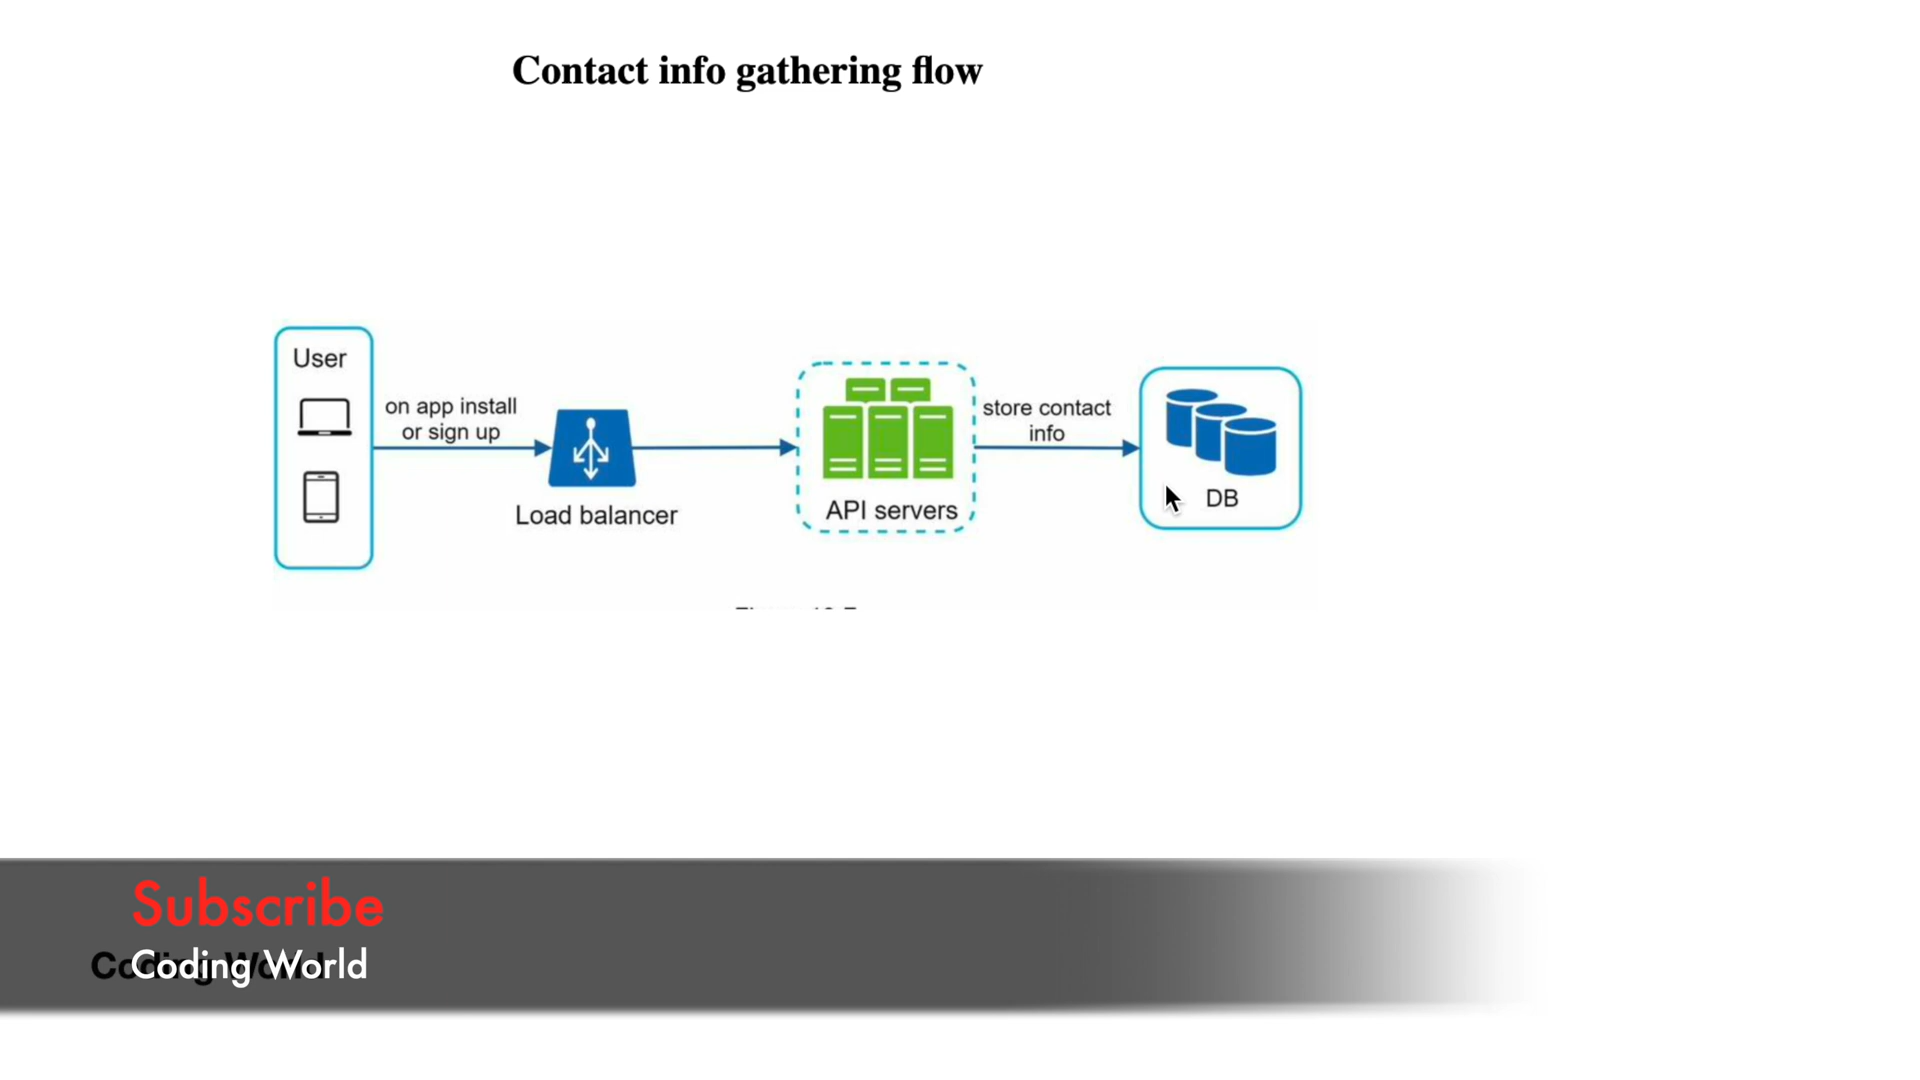 Contact info gathering flow
User
on app install
or sign up
Load balancer
API servers
store contact
info
DB
Subscribe
Coding World